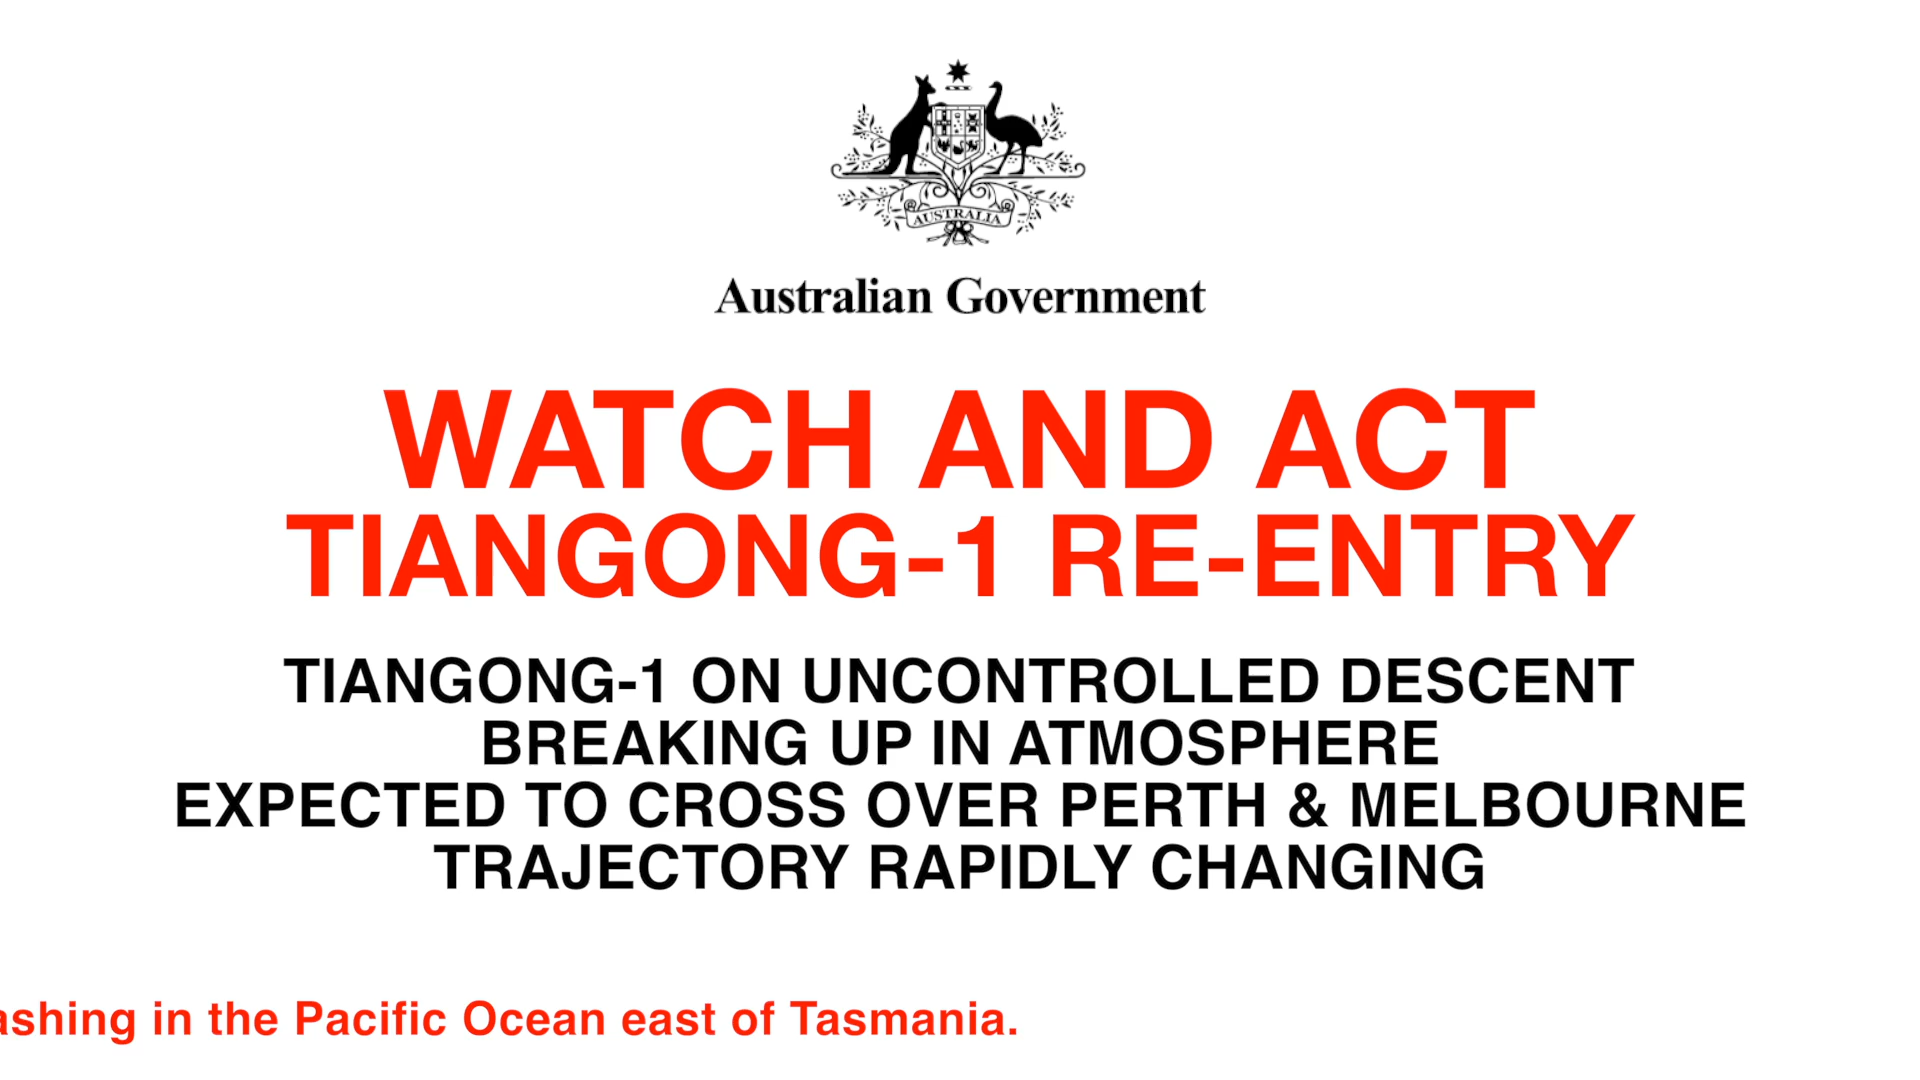 AUSTRALIA
Australian Government
WATCH AND ACT
TIANGONG-1 RE-ENTRY
TIANGONG-1 ON UNCONTROLLED DESCENT
BREAKING UP IN ATMOSPHERE
EXPECTED TO CROSS OVER PERTH & MELBOURNE
TRAJECTORY RAPIDLY CHANGING
ashing in the Pacific Ocean east of Tasmania.